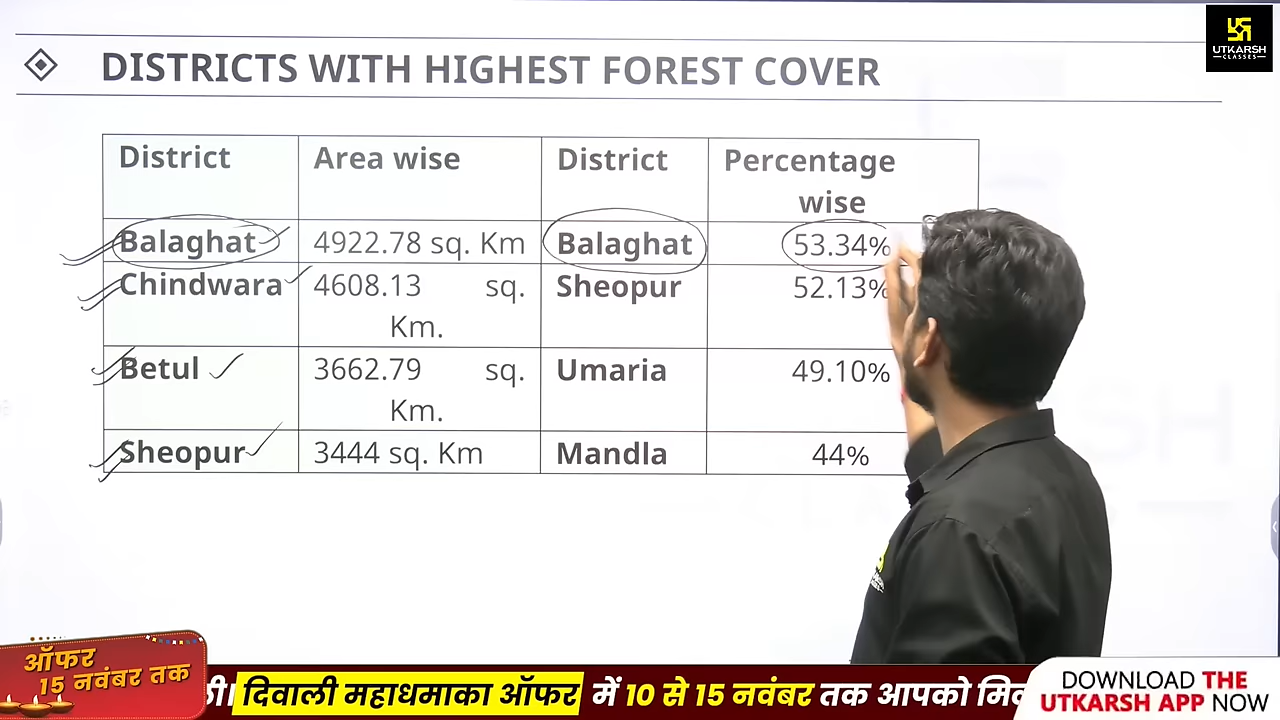 UTKARSH
CLASSES
DISTRICTS WITH HIGHEST FOREST COVER
District Area wise District Percentage
wise
Balaghat 4922.78 sq. Km Balaghat 53.34%
Chindwara 4608.13 sq. Sheopur 52.13%
Km.
Betul 3662.79 sq. Umaria 49.10%
Km.
Sheopur 3444 sq. Km Mandla 44%
ऑफर
15 नवंबर तक
दिवाली महाधमाका ऑफर में 10 से 15 नवंबर तक आपको
DOWNLOAD THE
UTKARSH APP NOW